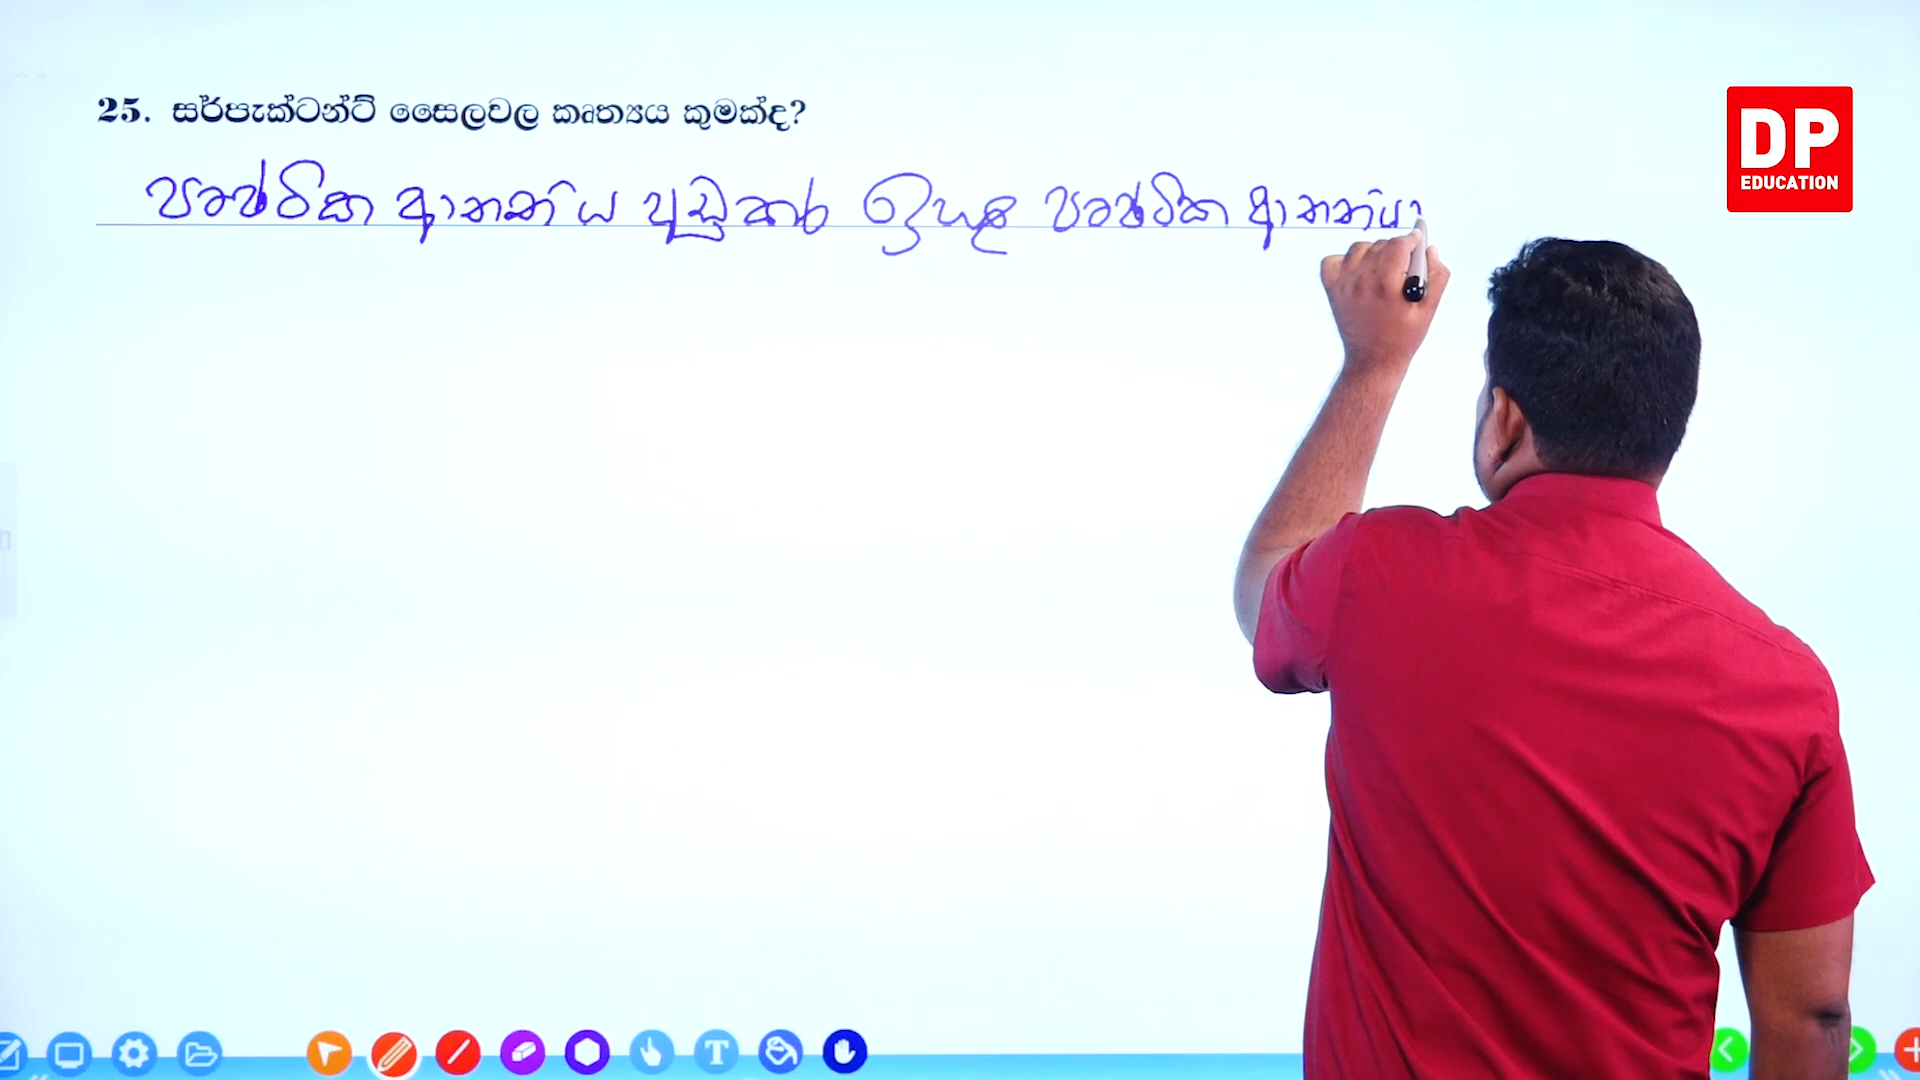 25. සර්පැක්ටන්ට් සෛලවල කෘත්‍යය කුමක්ද?
පෘෂ්ඨික ආතතිය අඩුකර ඉහළ පෘෂ්ඨික ආතතියා
DP
EDUCATION